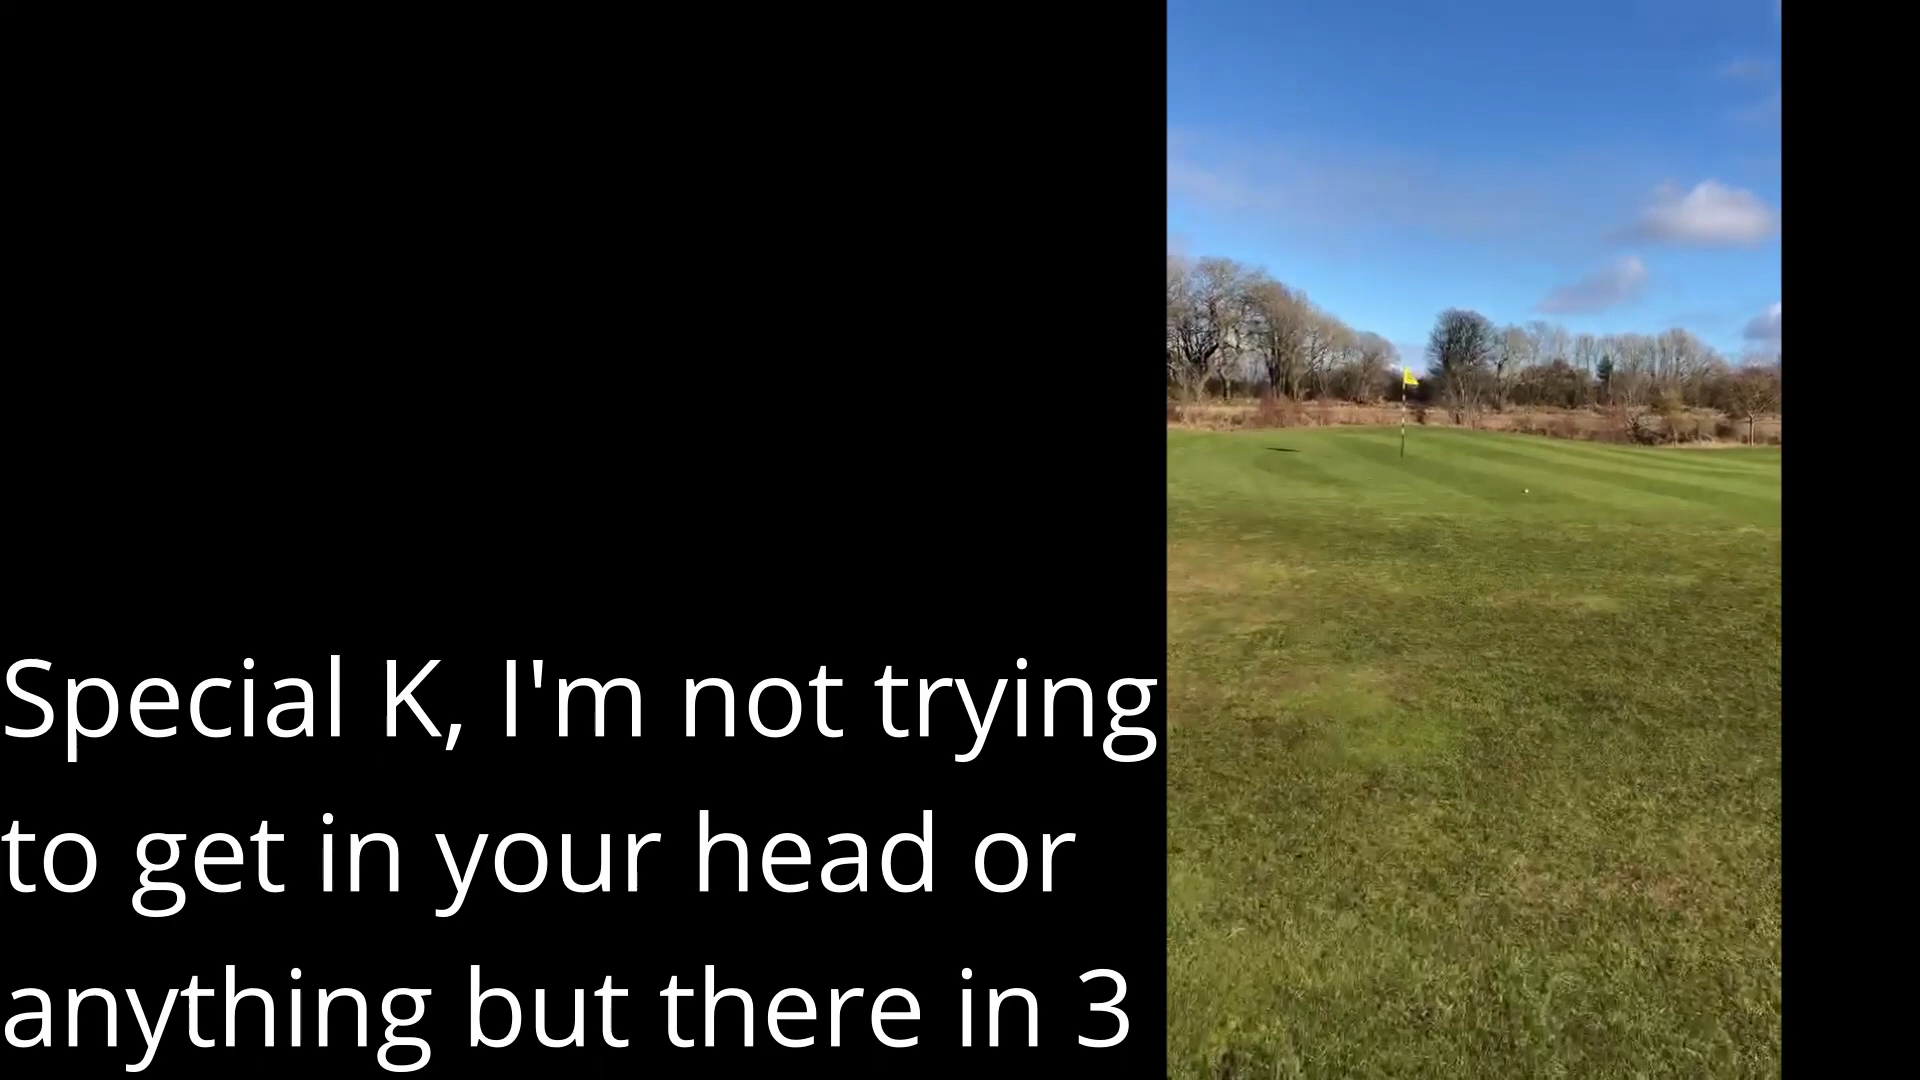 Special K, I'm not trying
to get in your head or
anything but there in 3